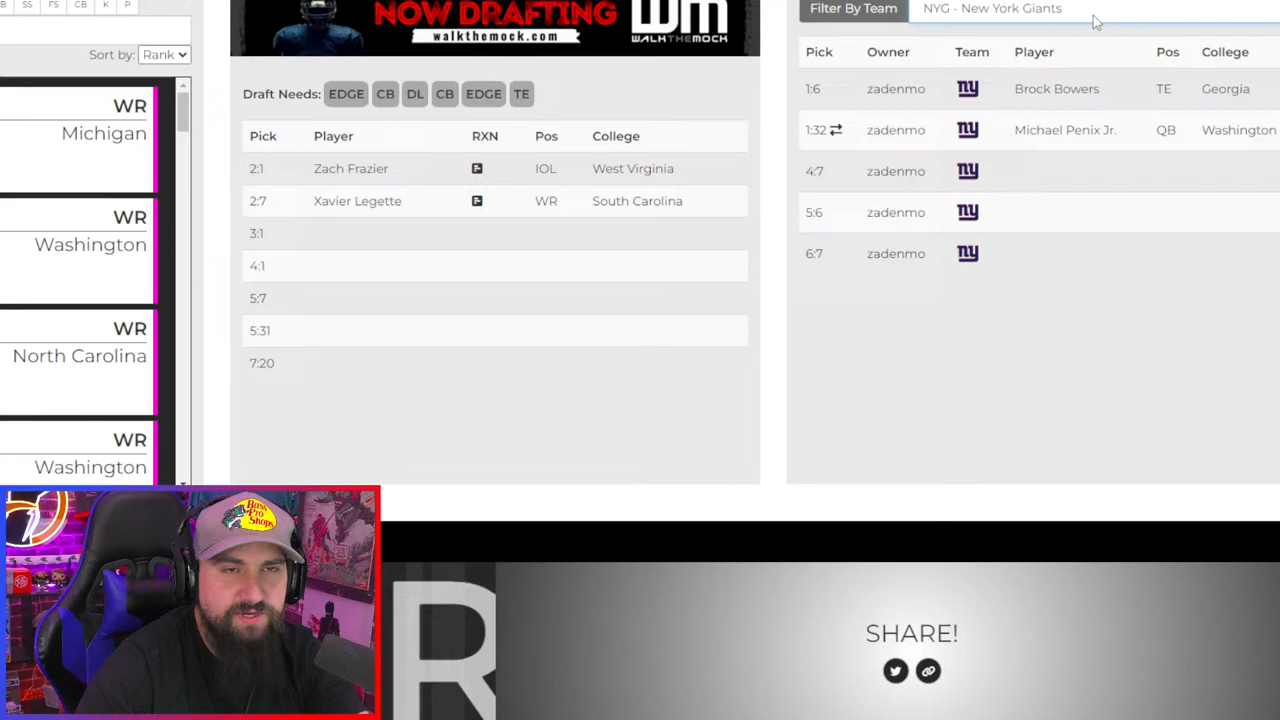 B SS FS CB K P
Sort by: Rank
WR
Michigan
WR
Washington
WR
North Carolina
WR
Washington
NOW DRAFTING
walkthemock.com
WM
WALKTHEMOCK
Draft Needs: EDGE CB DL CB EDGE TE
Pick Player RXN Pos College
2:1 Zach Frazier IOL West Virginia
2:7 Xavier Legette WR South Carolina
3:1
4:1
5:7
5:31
7:20
Filter By Team NYG - New York Giants
Pick Owner Team Player Pos College
1:6 zadenmo ny Brock Bowers TE Georgia
1:32 zadenmo ny Michael Penix Jr. QB Washington
4:7 zadenmo ny
5:6 zadenmo ny
6:7 zadenmo ny
Bass
Pro
Shops
R
SHARE!